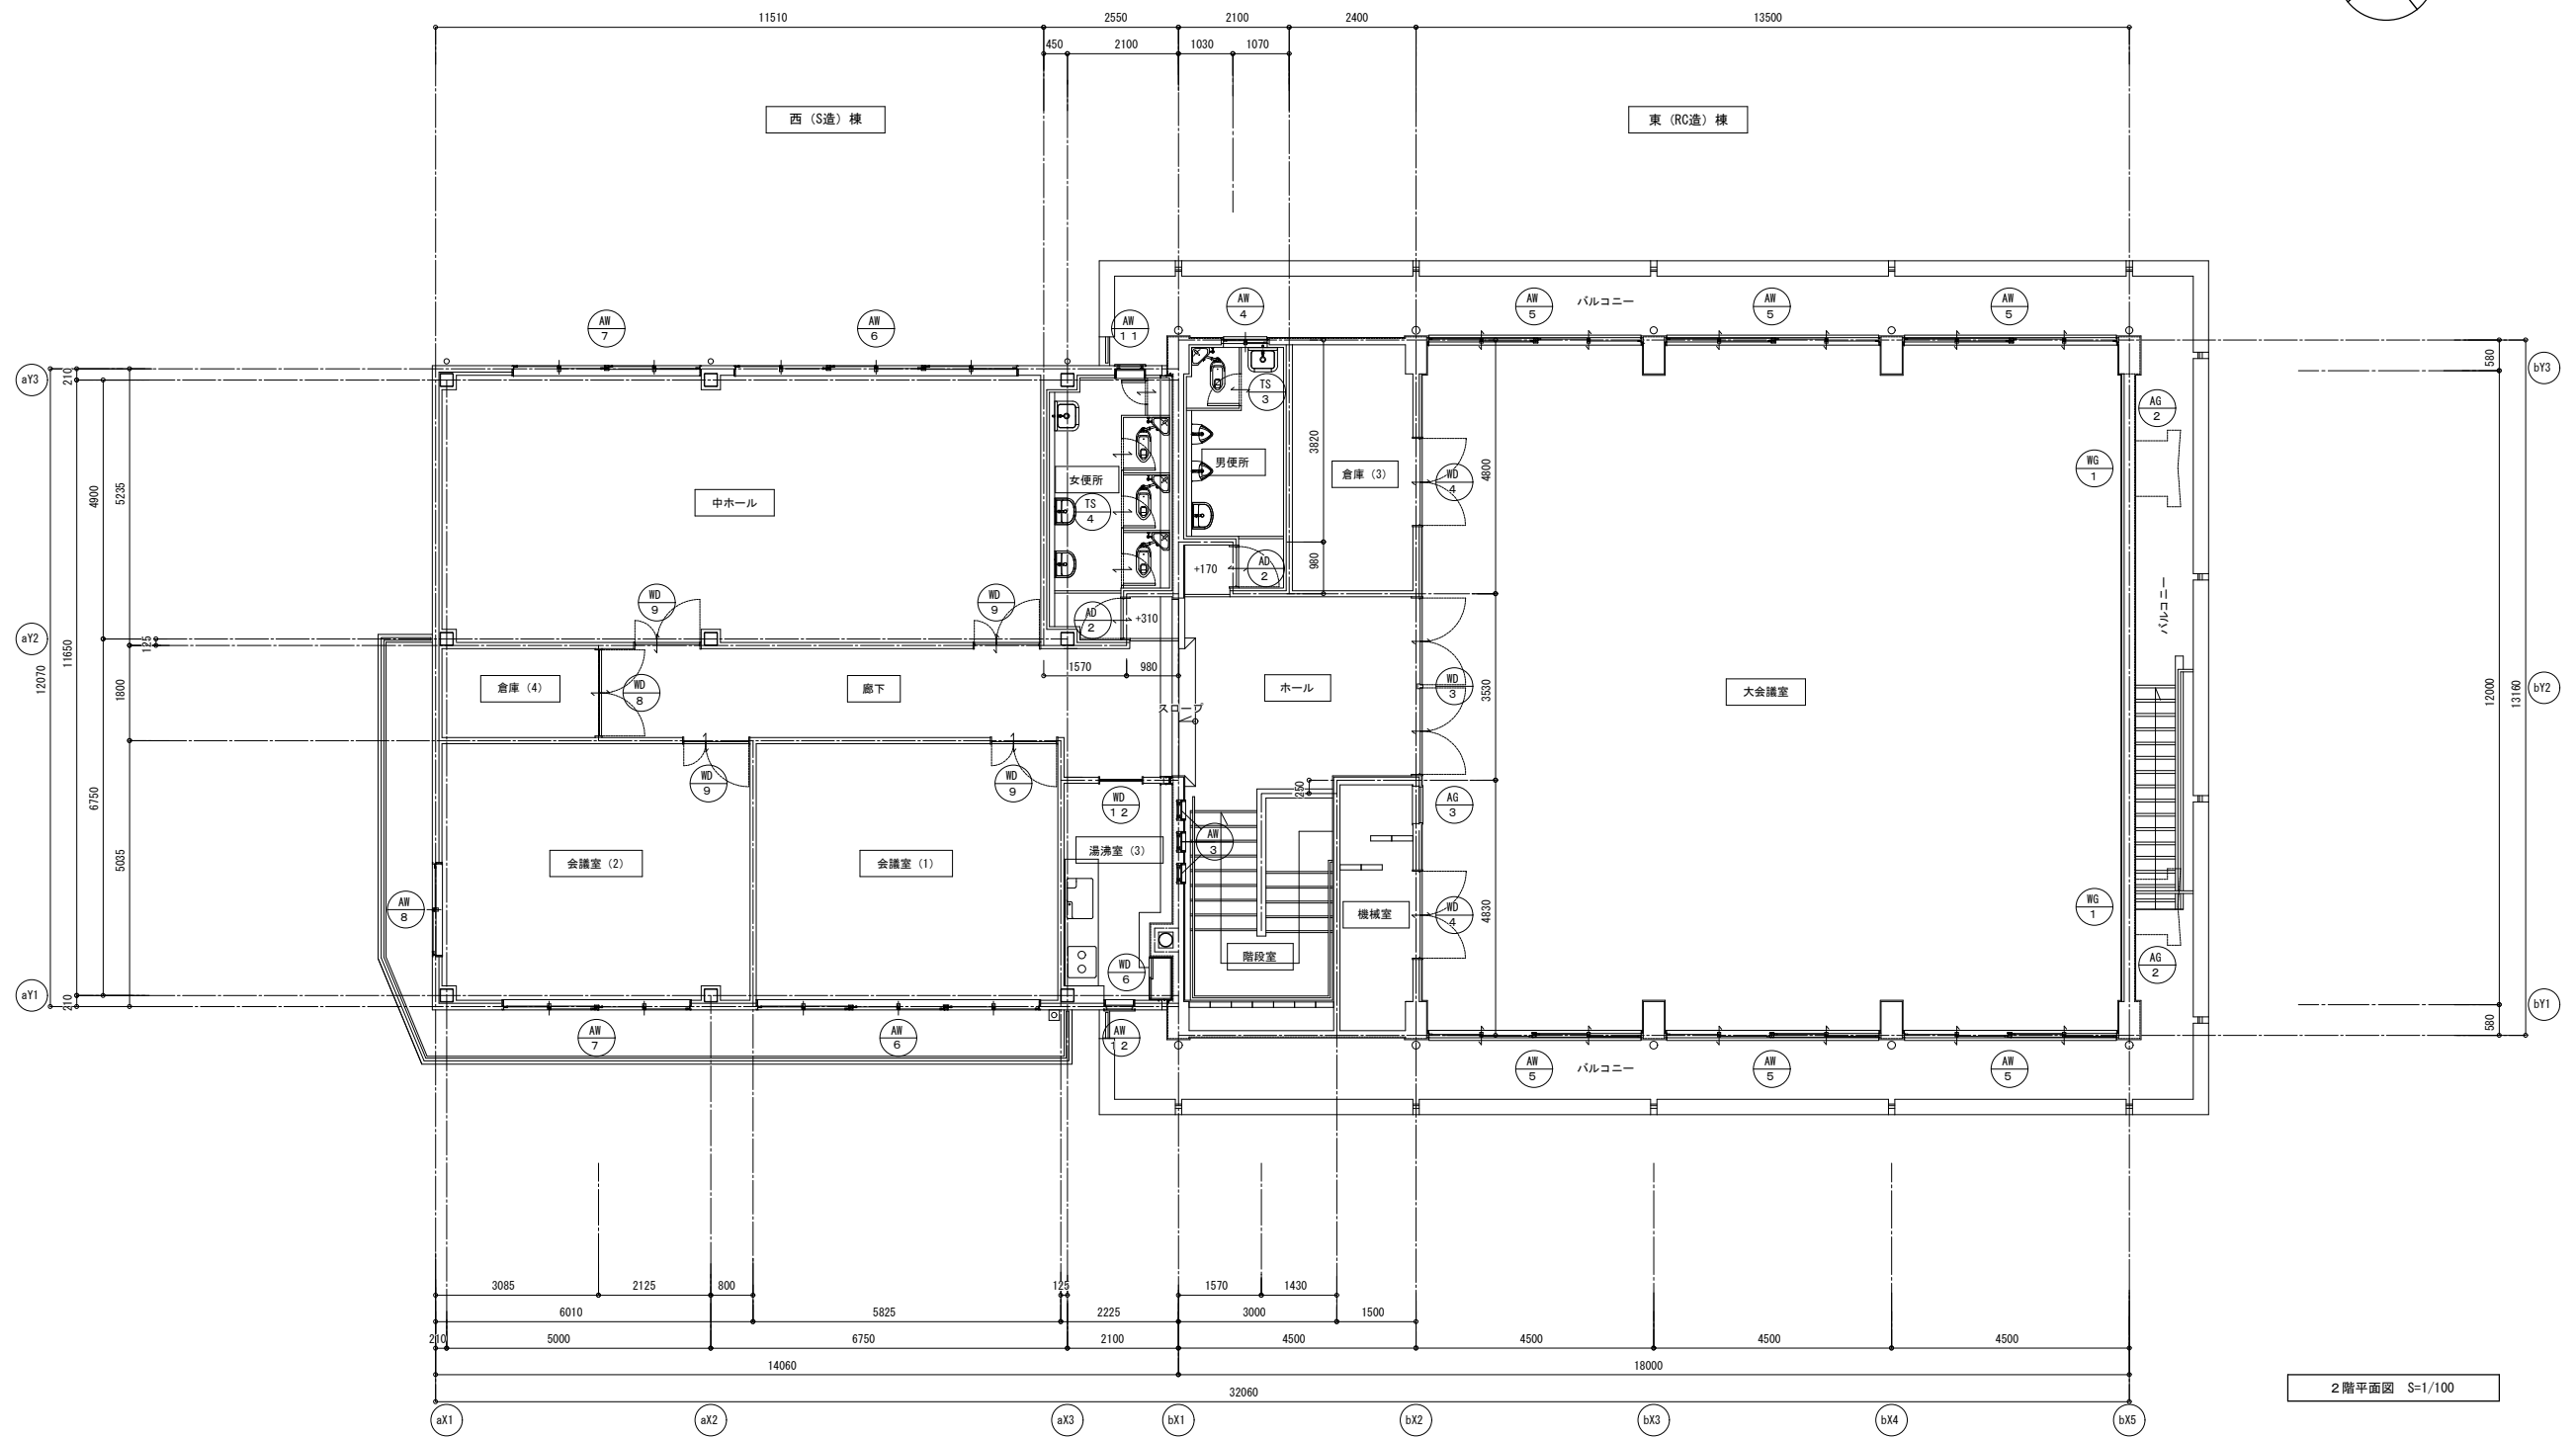 11510 2550 2100 2400 13500
450 2100 1030 1070
西（S造）棟 東（RC造）棟
AW 4
AW 5
バルコニー
AW 5
AW 5
AW 7
AW 6
AW 11
aY3
bY3
210
580
TS 3
AG 2
男便所
倉庫（3）
3820
4800
WD 4
WG 1
女便所
TS 4
中ホール
4900
5235
980
+170
AD 2
バルコニー
WD 9
WD 9
AD 2
+310
aY2
125
11650
12070
1800
1570 980
倉庫（4）
WD 8
廊下
スロープ
ホール
WD 3
3530
大会議室
bY2
12000
13160
WD 9
WD 9
WD 12
250
AG 3
6750
5035
会議室（2）
会議室（1）
湯沸室（3）
AW 3
AW 8
機械室
WD 4
4830
WG 1
階段室
WD 6
AG 2
aY1
210
bY1
580
AW 7
AW 6
AW 12
AW 5
バルコニー
AW 5
AW 5
3085 2125 800 125 1570 1430
6010 5825 2225 3000 1500
210 5000 6750 2100 4500 4500 4500 4500
14060 18000
32060
２階平面図 S=1/100
aX1 aX2 aX3 bX1 bX2 bX3 bX4 bX5